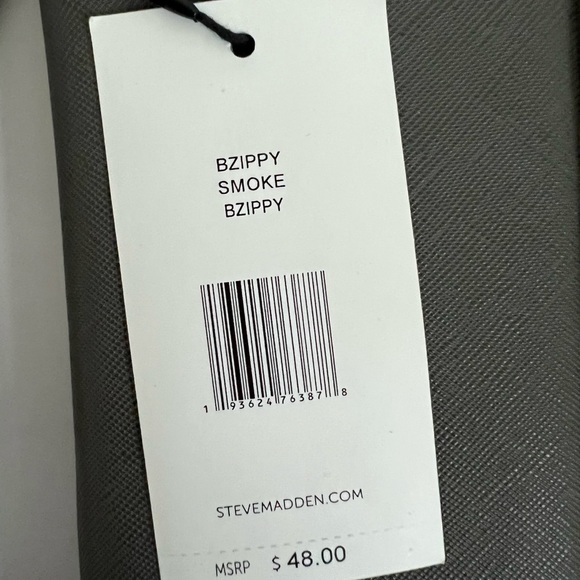 BZIPPY
SMOKE
BZIPPY
1 93624 76387 8
STEVEMADDEN.COM
MSRP $ 48.00